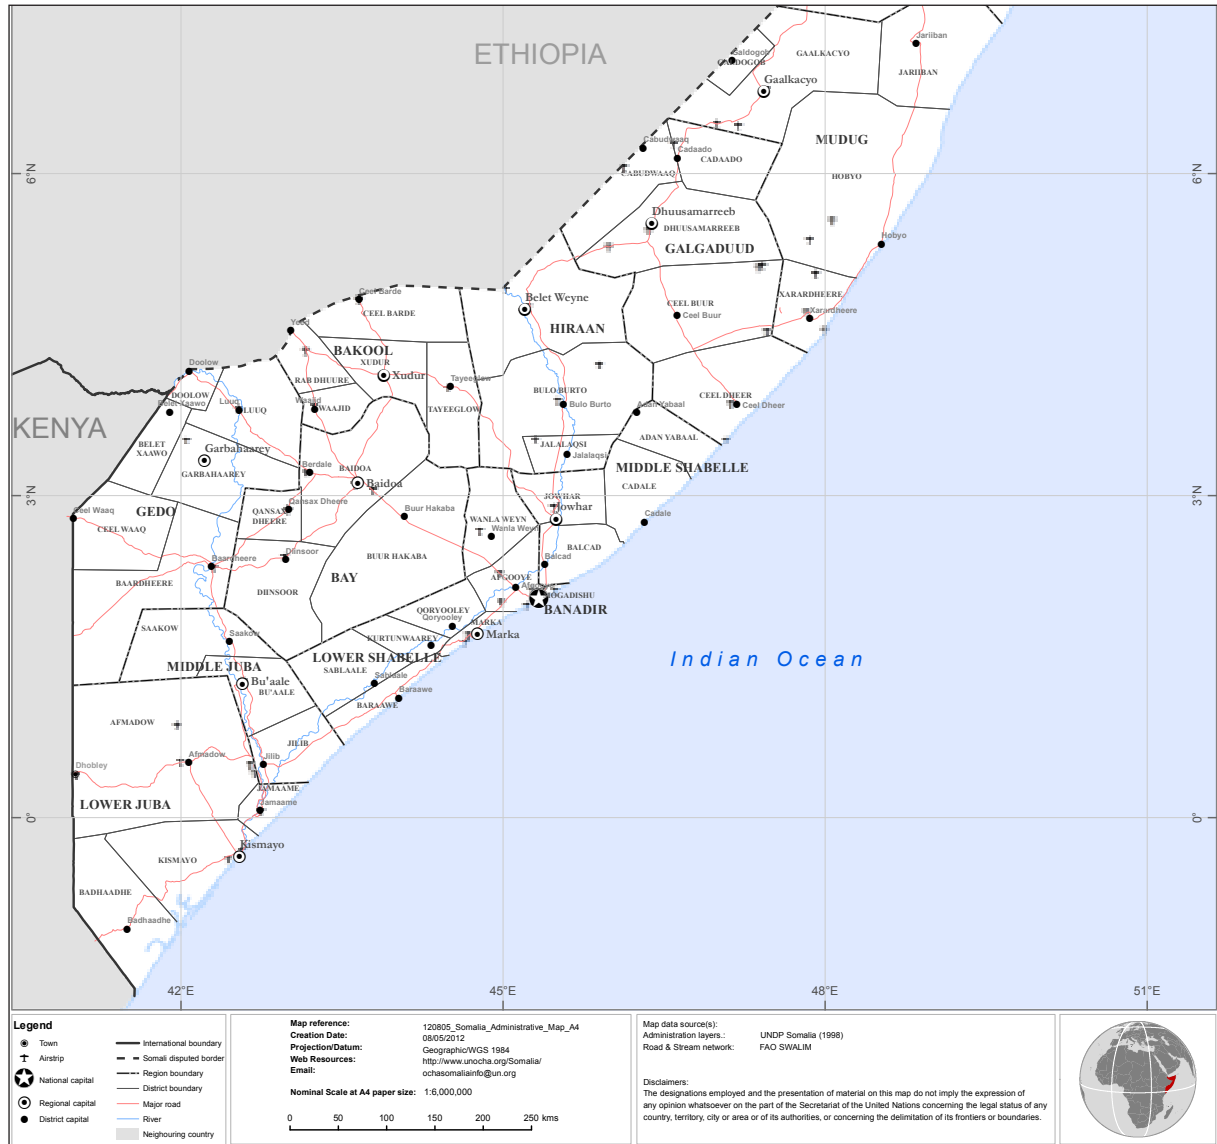 ETHIOPIA
Jariiban
GAALKACYO
Galdogob
GALDOGOB
JARIIBAN
Gaalkacyo
MUDUG
Cabudwaaq
Cadaado
CADAADO
CABUDWAAQ
HOBYO
6°N
6°N
Dhuusamarreeb
DHUUSAMARREEB
GALGADUUD
Hobyo
Ceel Barde
CEEL BARDE
Belet Weyne
XARARDHEERE
CEEL BUUR
Xarardheere
Ceel Buur
Yeed
HIRAAN
BAKOOL
XUDUR
Doolow
RAB DHUURE
Xudur
Tayeeglow
DOOLOW
BULO BURTO
CEEL DHEER
Belet Xaawo
Luuq
LUUQ
Waajid
WAAJID
TAYEEGLOW
Bulo Burto
Adan Yabaal
Ceel Dheer
KENYA
BELET
XAAWO
Garbahaarey
GARBAHAAREY
JALALAQSI
Jalalaqsi
ADAN YABAAL
Berdale
BAIDOA
Baidoa
MIDDLE SHABELLE
CADALE
3°N
3°N
GEDO
Qansax Dheere
QANSAX
DHEERE
JOWHAR
Jowhar
Ceel Waaq
CEEL WAAQ
Buur Hakaba
WANLA WEYN
Wanla Weyn
Cadale
BALCAD
Diinsoor
BUUR HAKABA
Baardheere
Balcad
BAARDHEERE
BAY
AFGOOYE
Afgooye
DIINSOOR
MOGADISHU
BANADIR
QORYOOLEY
Qoryooley
MARKA
Marka
SAAKOW
Saakow
KURTUNWAAREY
LOWER SHABELLE
Indian Ocean
MIDDLE JUBA
SABLAALE
Sablaale
Bu'aale
BU'AALE
Baraawe
BARAAWE
AFMADOW
JILIB
Afmadow
Jilib
Dhobley
JAMAAME
LOWER JUBA
Jamaame
0°
0°
Kismayo
KISMAYO
BADHAADHE
Badhaadhe
42°E
45°E
48°E
51°E
Legend
Town
Airstrip
National capital
Regional capital
District capital
International boundary
Somali disputed border
Region boundary
District boundary
Major road
River
Neighouring country
Map reference: 120805_Somalia_Administrative_Map_A4
Creation Date: 08/05/2012
Projection/Datum: Geographic/WGS 1984
Web Resources: http://www.unocha.org/Somalia/
Email: ochasomaliainfo@un.org
Nominal Scale at A4 paper size: 1:6,000,000
0 50 100 150 200 250 kms
Map data source(s):
Administration layers.: UNDP Somalia (1998)
Road & Stream network: FAO SWALIM
Disclaimers:
The designations employed and the presentation of material on this map do not imply the expression of
any opinion whatsoever on the part of the Secretariat of the United Nations concerning the legal status of any
country, territory, city or area or of its authorities, or concerning the delimitation of its frontiers or boundaries.